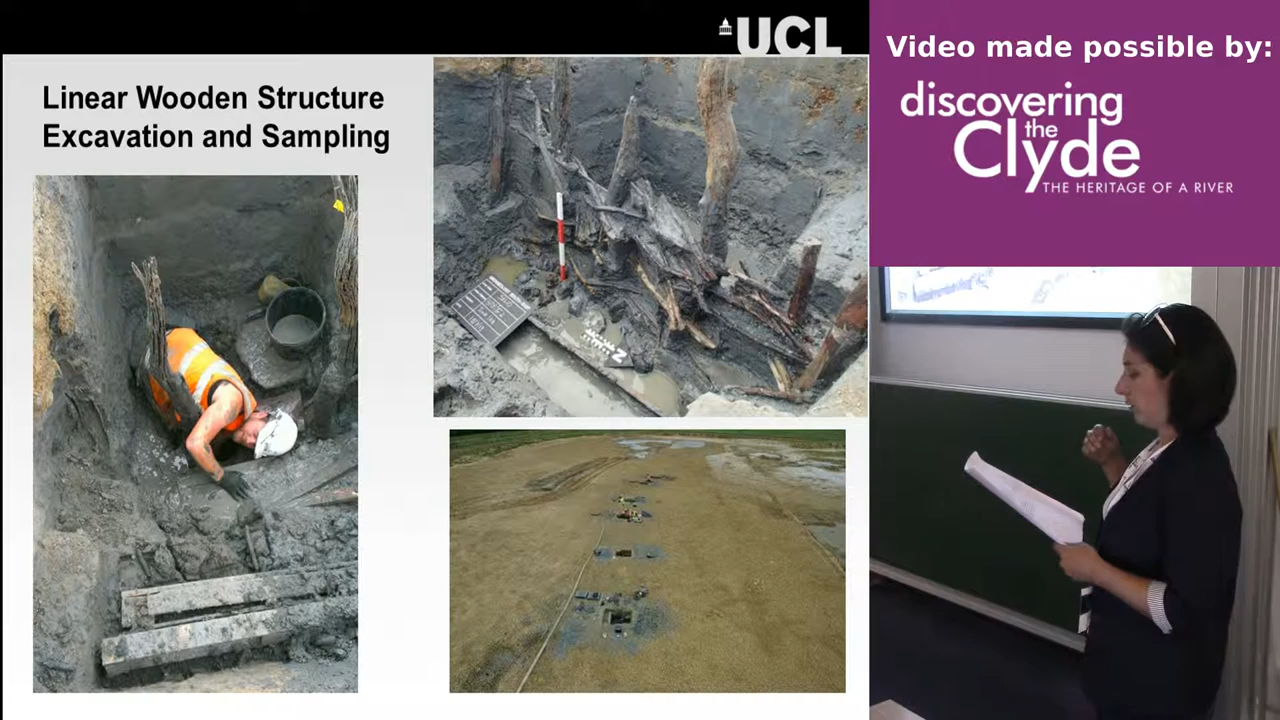 UCL
Linear Wooden Structure
Excavation and Sampling
Video made possible by:
discovering
the
Clyde
THE HERITAGE OF A RIVER